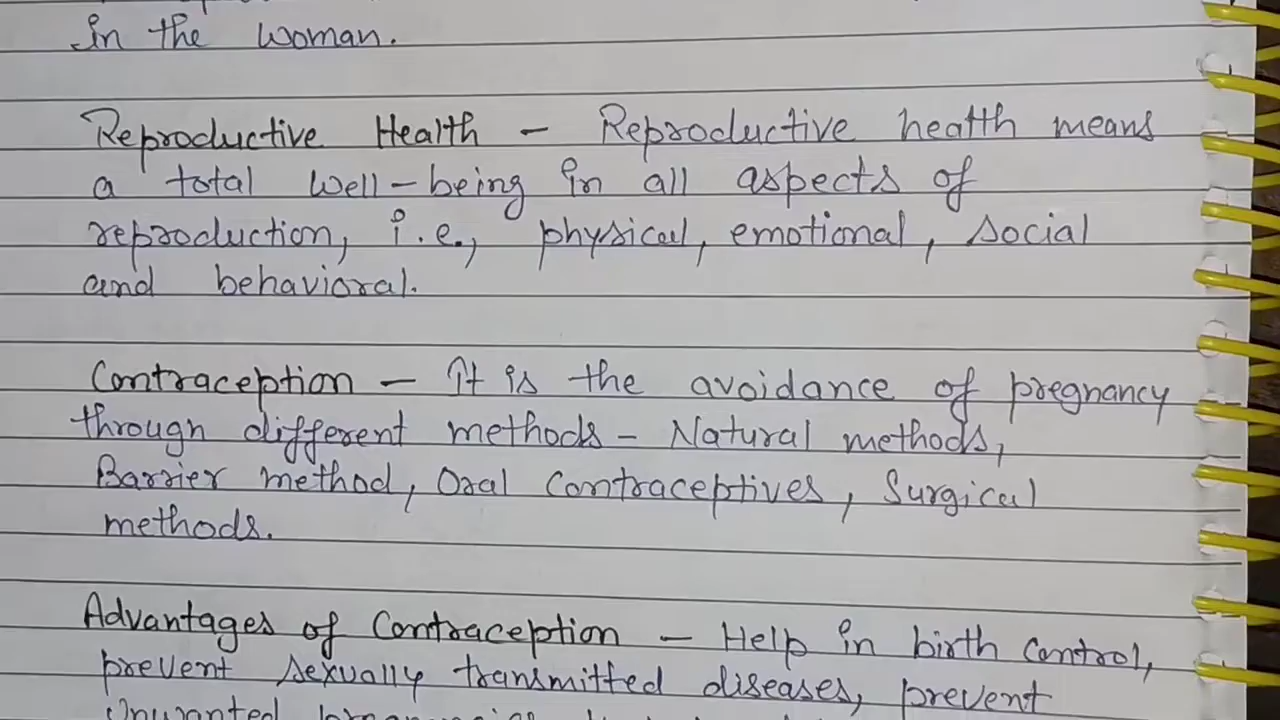 in the woman.
Reproductive Health - Reproductive health means
a total well-being in all aspects of
reproduction, i.e., physical, emotional, social
and behavioral.
Contraception - It is the avoidance of pregnancy
through different methods - Natural methods,
Barrier method, Oral Contraceptives, Surgical
methods.
Advantages of Contraception - Help in birth control,
prevent sexually transmitted diseases, prevent
Unwanted